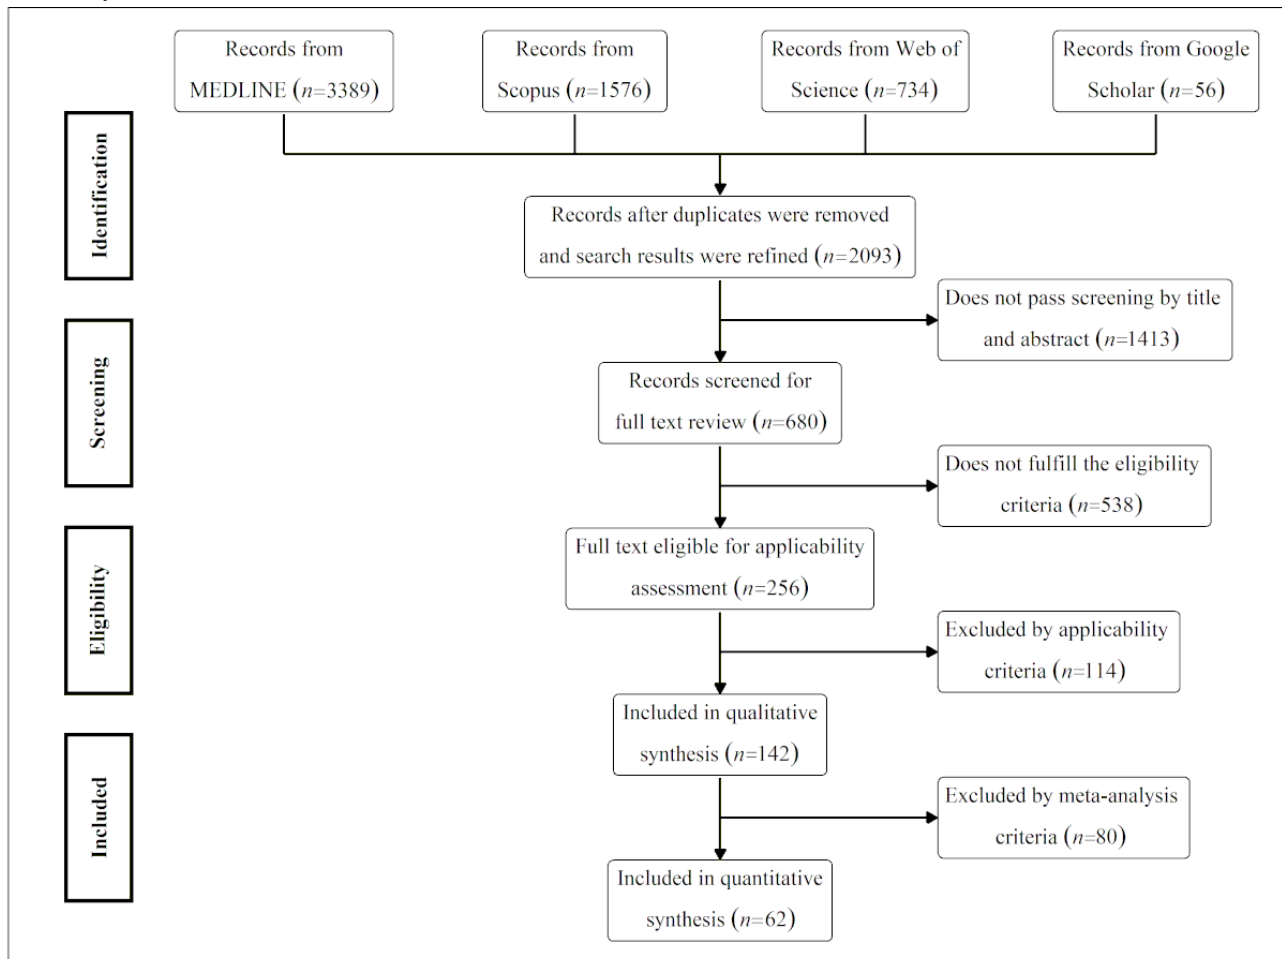 Records from
MEDLINE (n=3389)
Records from
Scopus (n=1576)
Records from Web of
Science (n=734)
Records from Google
Scholar (n=56)
Identification
Records after duplicates were removed
and search results were refined (n=2093)
Does not pass screening by title
and abstract (n=1413)
Screening
Records screened for
full text review (n=680)
Does not fulfill the eligibility
criteria (n=538)
Eligibility
Full text eligible for applicability
assessment (n=256)
Excluded by applicability
criteria (n=114)
Included in qualitative
synthesis (n=142)
Included
Excluded by meta-analysis
criteria (n=80)
Included in quantitative
synthesis (n=62)